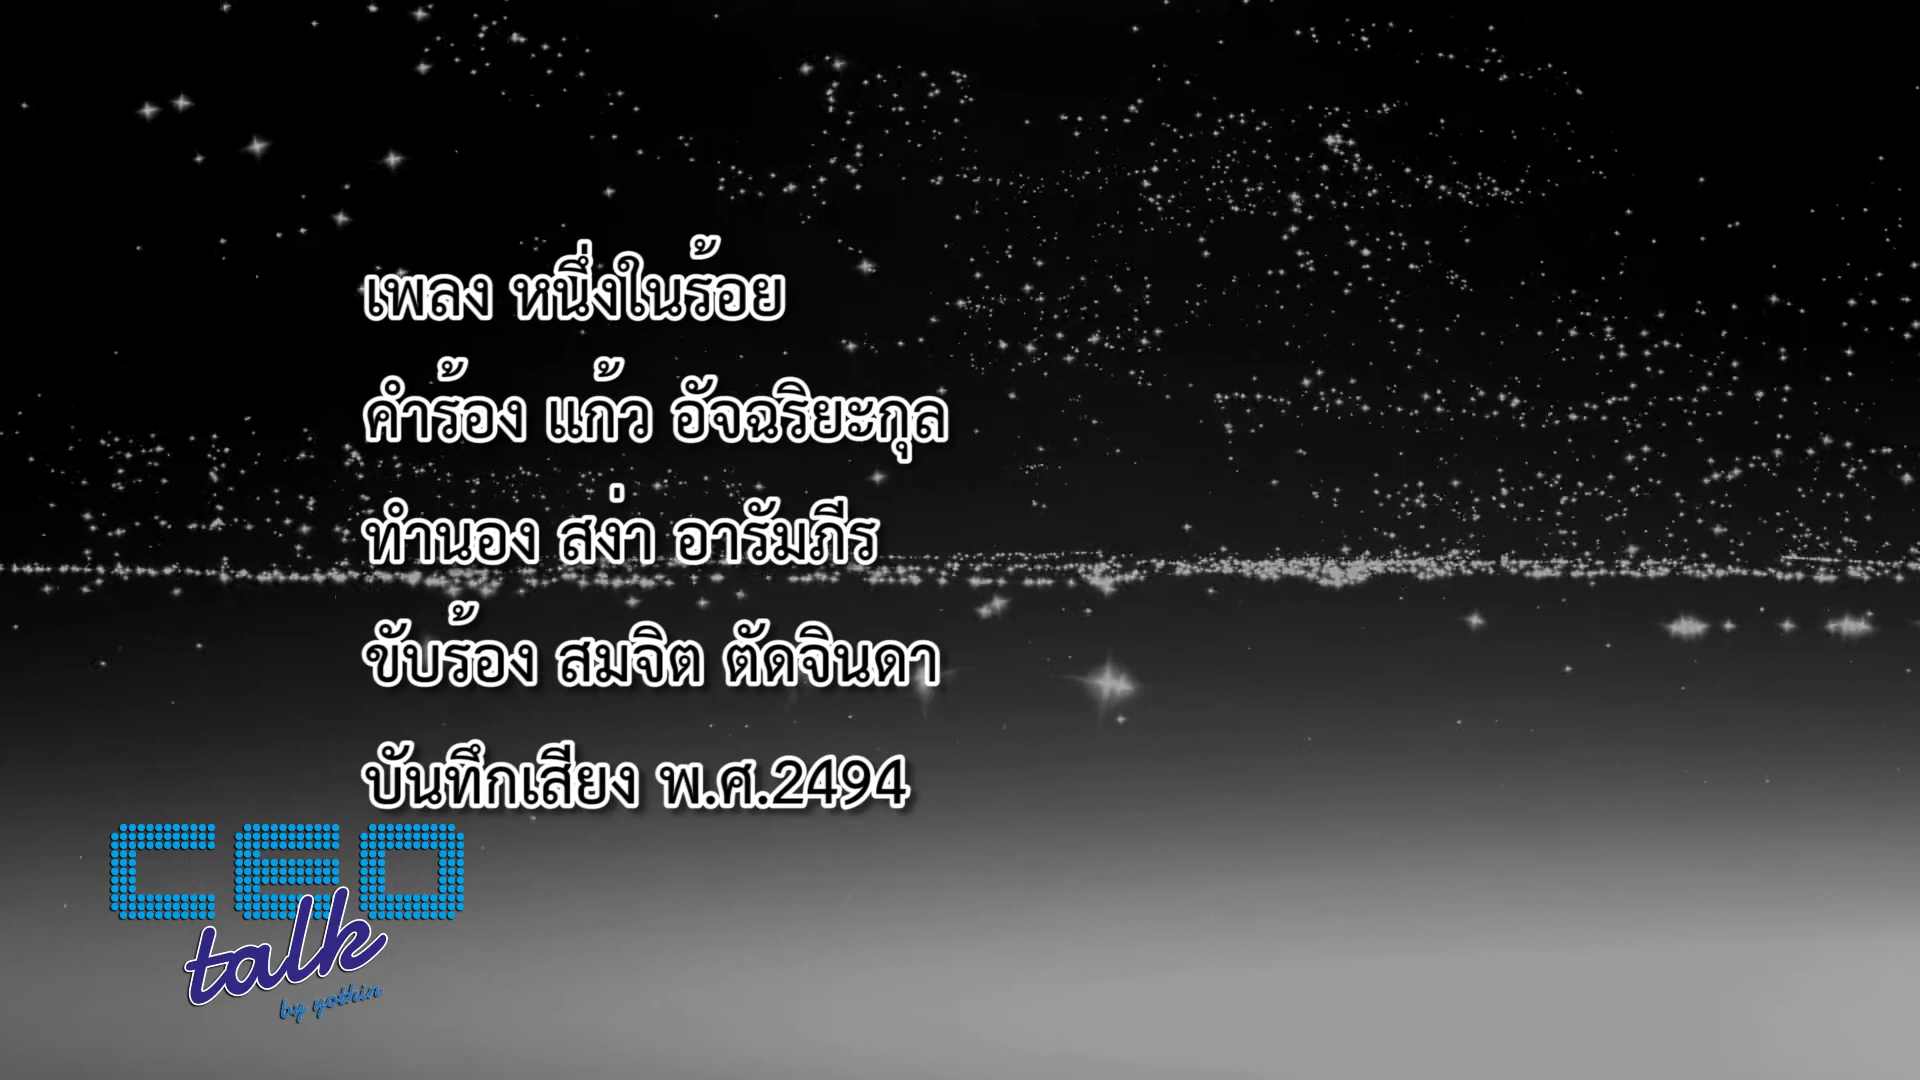 เพลง หนึ่งในร้อย
คำร้อง แก้ว อัจฉริยะกุล
ทำนอง สง่า อารัมภีร
ขับร้อง สมจิต ตัดจินดา
บันทึกเสียง พ.ศ.2494
CEO
talk
by yothin